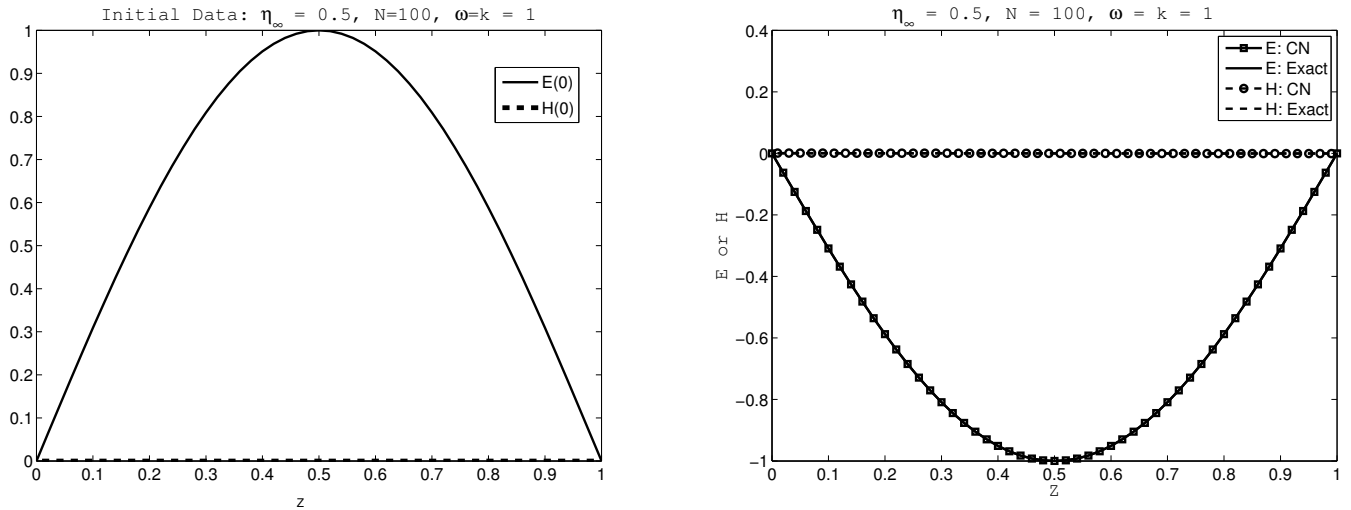 Initial Data: η∞ = 0.5, N=100, ω=k = 1
1
0.9
0.8
0.7
0.6
0.5
0.4
0.3
0.2
0.1
0
E(0)
H(0)
0 0.1 0.2 0.3 0.4 0.5 0.6 0.7 0.8 0.9 1
z
η∞ = 0.5, N = 100, ω = k = 1
0.4
0.2
0
−0.2
−0.4
−0.6
−0.8
−1
E or H
E: CN
E: Exact
H: CN
H: Exact
0 0.1 0.2 0.3 0.4 0.5 0.6 0.7 0.8 0.9 1
Z